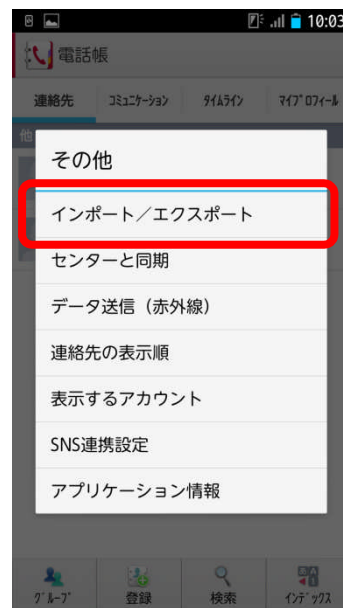 10:03
電話帳
連絡先 コミュニケーション タイムライン マイプロフィール
他
その他
インポート／エクスポート
センターと同期
データ送信（赤外線）
連絡先の表示順
表示するアカウント
SNS連携設定
アプリケーション情報
グループ 登録 検索 インデックス